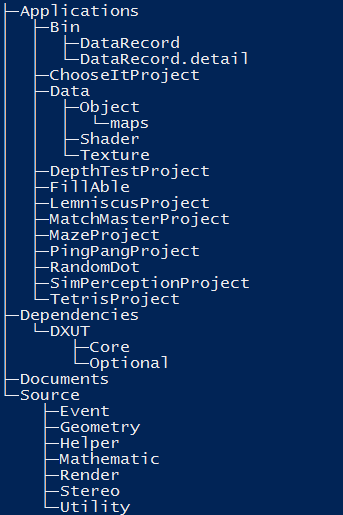 Applications
Bin
DataRecord
DataRecord.detail
ChooseItProject
Data
Object
maps
Shader
Texture
DepthTestProject
FillAble
LemniscusProject
MatchMasterProject
MazeProject
PingPangProject
RandomDot
SimPerceptionProject
TetrisProject
Dependencies
DXUT
Core
Optional
Documents
Source
Event
Geometry
Helper
Mathematic
Render
Stereo
Utility